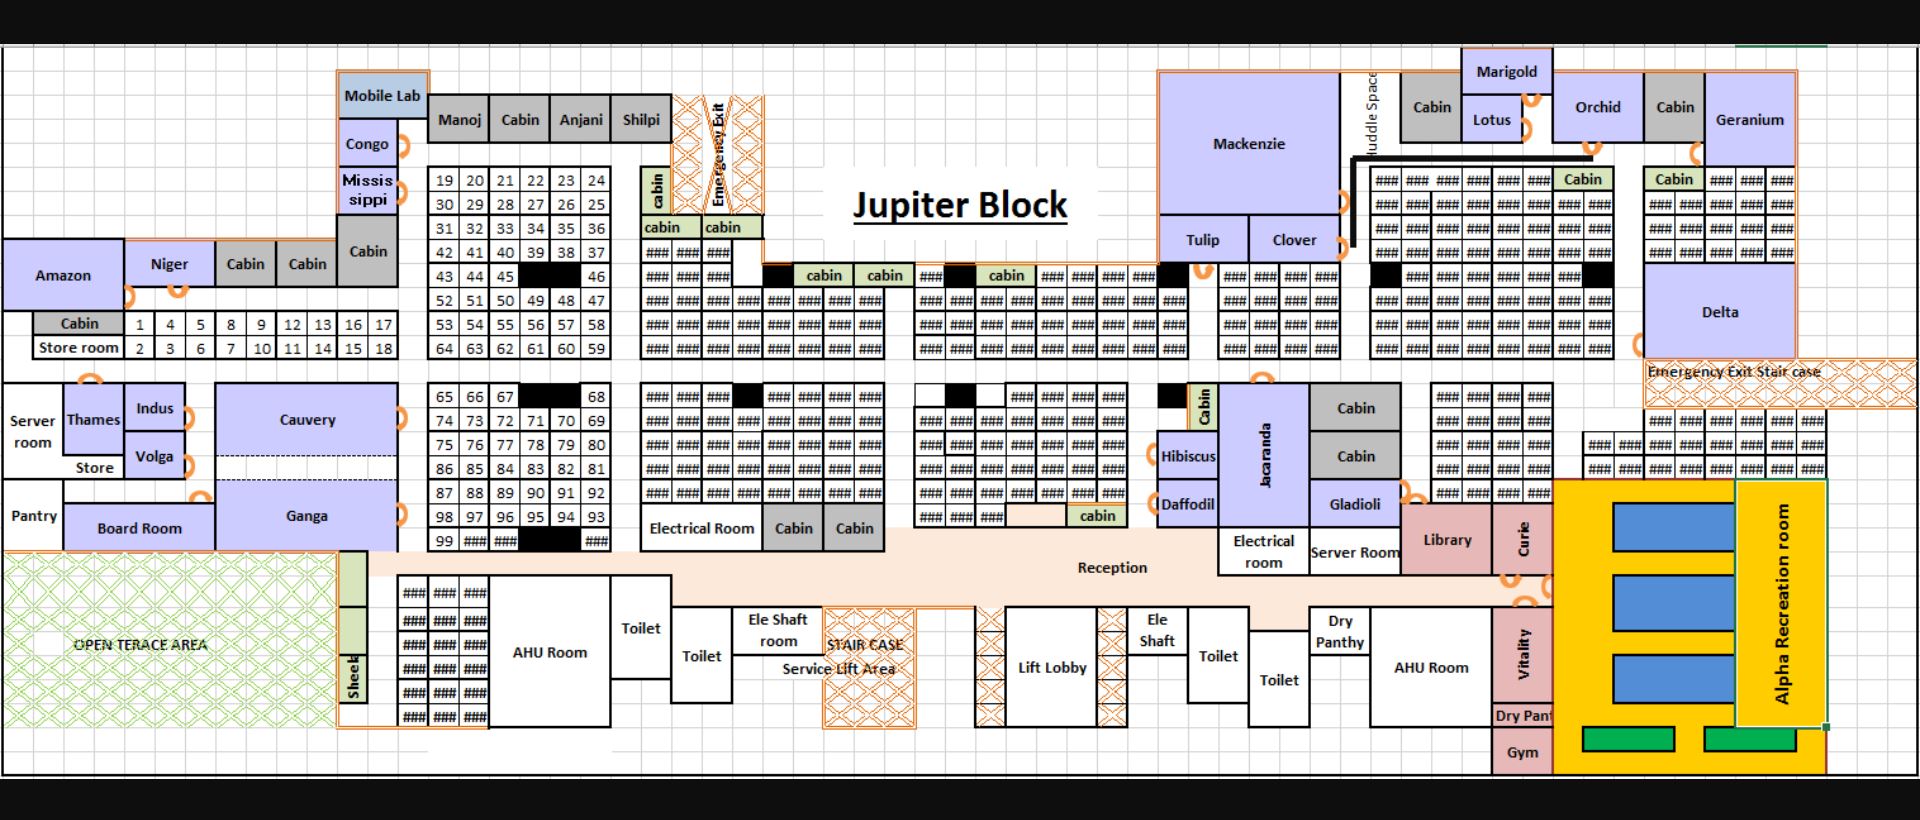 Jupiter Block
Pantry
Server room
Store
Thames
Board Room
Volga
Indus
OPEN TERACE AREA
Store room
Cabin
Amazon
Niger
1
2
3
4
5
6
7
8
9
10
11
12
13
14
15
16
17
18
Cabin
Cabin
Cabin
Ganga
Cauvery
Missis sippi
Congo
Mobile Lab
Sheek
Manoj
Cabin
Anjani
Shilpi
99 98 87 86 75 74 65
### 97 88 85 76 73 66
### 96 89 84 77 72 67
95 90 83 78 71
94 91 82 79 70
### 93 92 81 80 69 68
64 53 52 43 42 31 30 19
63 54 51 44 41 32 29 20
62 55 50 45 40 33 28 21
61 56 49 39 34 27 22
60 57 48 38 35 26 23
59 58 47 46 37 36 25 24
AHU Room
Toilet
Toilet
Ele Shaft room
Service Lift Area
STAIR CASE
Electrical Room
Cabin
Cabin
cabin
cabin
cabin
Emergency Exit
cabin
cabin
cabin
Lift Lobby
Reception
cabin
Ele Shaft
Toilet
Toilet
Dry Panthy
AHU Room
Daffodil
Hibiscus
Cabin
Jacaranda
Electrical room
Server Room
Gladioli
Cabin
Cabin
Tulip
Clover
Mackenzie
Huddle Space
Cabin
Lotus
Marigold
Library
Gym
Dry Pant
Vitality
Curie
Cabin
Orchid
Cabin
Cabin
Geranium
Delta
Emergency Exit Stair case
Alpha Recreation room